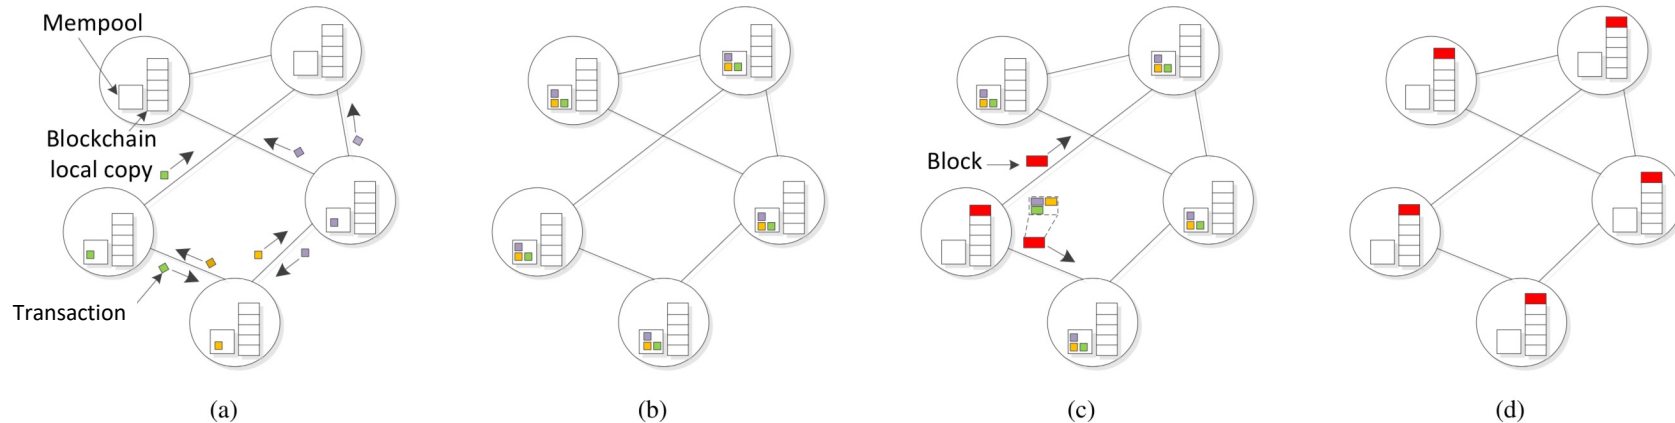 Mempool
Blockchain
local copy
Transaction
Block
(a)
(b)
(c)
(d)